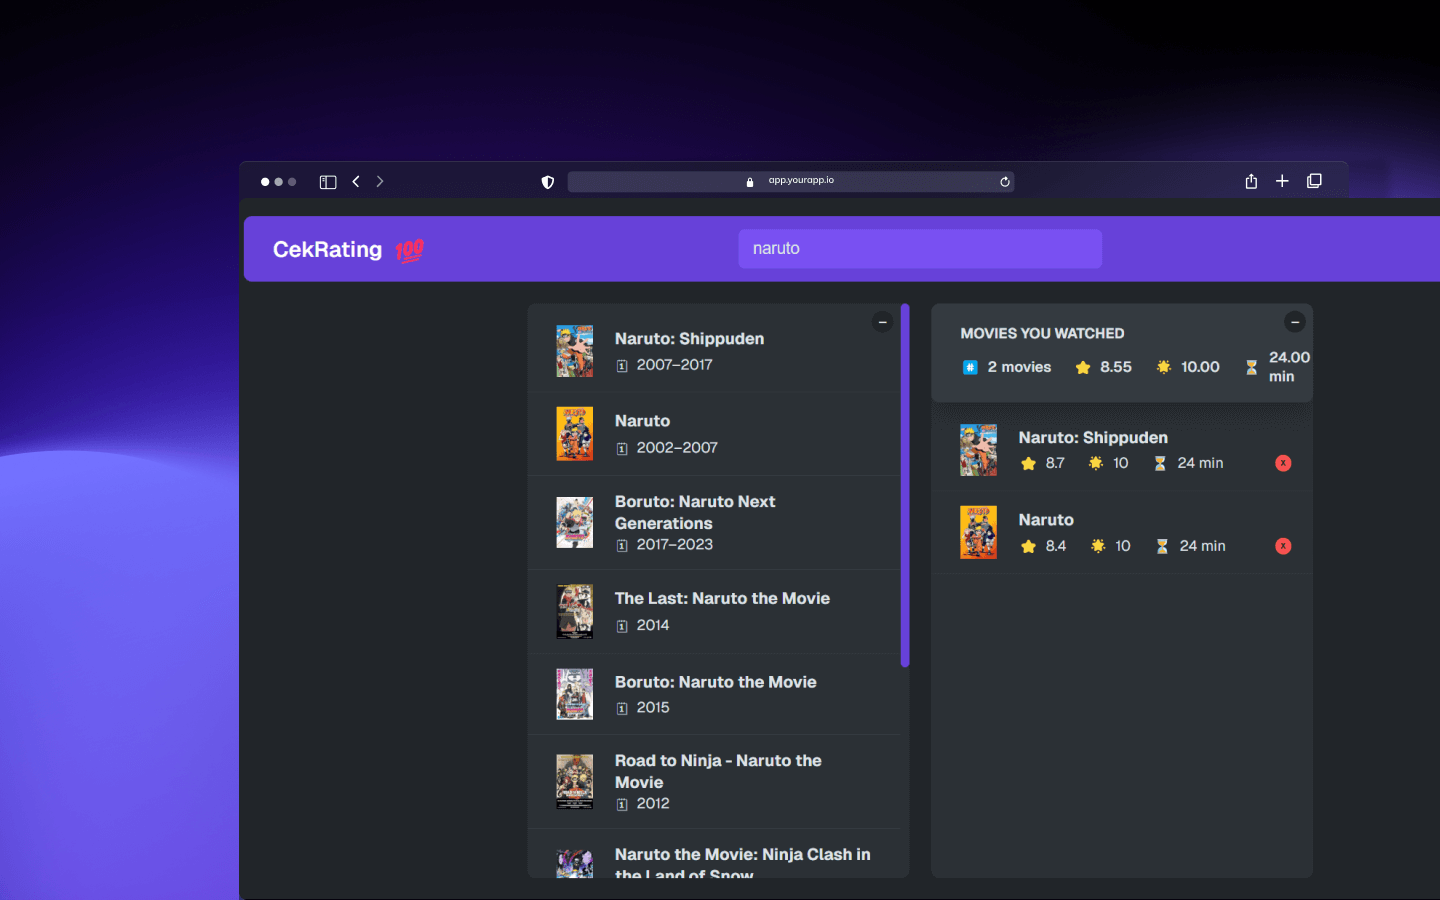 app.yourapp.io
CekRating 💯
naruto
Naruto: Shippuden
2007–2017
Naruto
2002–2007
Boruto: Naruto Next
Generations
2017–2023
The Last: Naruto the Movie
2014
Boruto: Naruto the Movie
2015
Road to Ninja - Naruto the
Movie
2012
Naruto the Movie: Ninja Clash in
the Land of Snow
MOVIES YOU WATCHED
#️⃣ 2 movies ⭐ 8.55 🌟 10.00 ⏳ 24.00
min
Naruto: Shippuden
⭐ 8.7 🌟 10 ⏳ 24 min X
Naruto
⭐ 8.4 🌟 10 ⏳ 24 min X